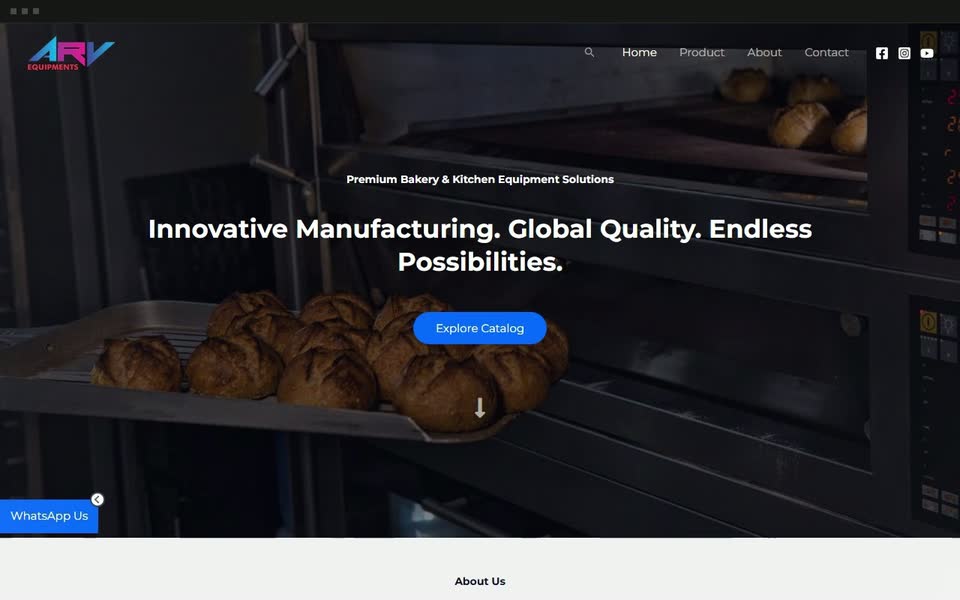 ARV
EQUIPMENTS
Home Product About Contact
Premium Bakery & Kitchen Equipment Solutions
Innovative Manufacturing. Global Quality. Endless
Possibilities.
Explore Catalog
WhatsApp Us
About Us